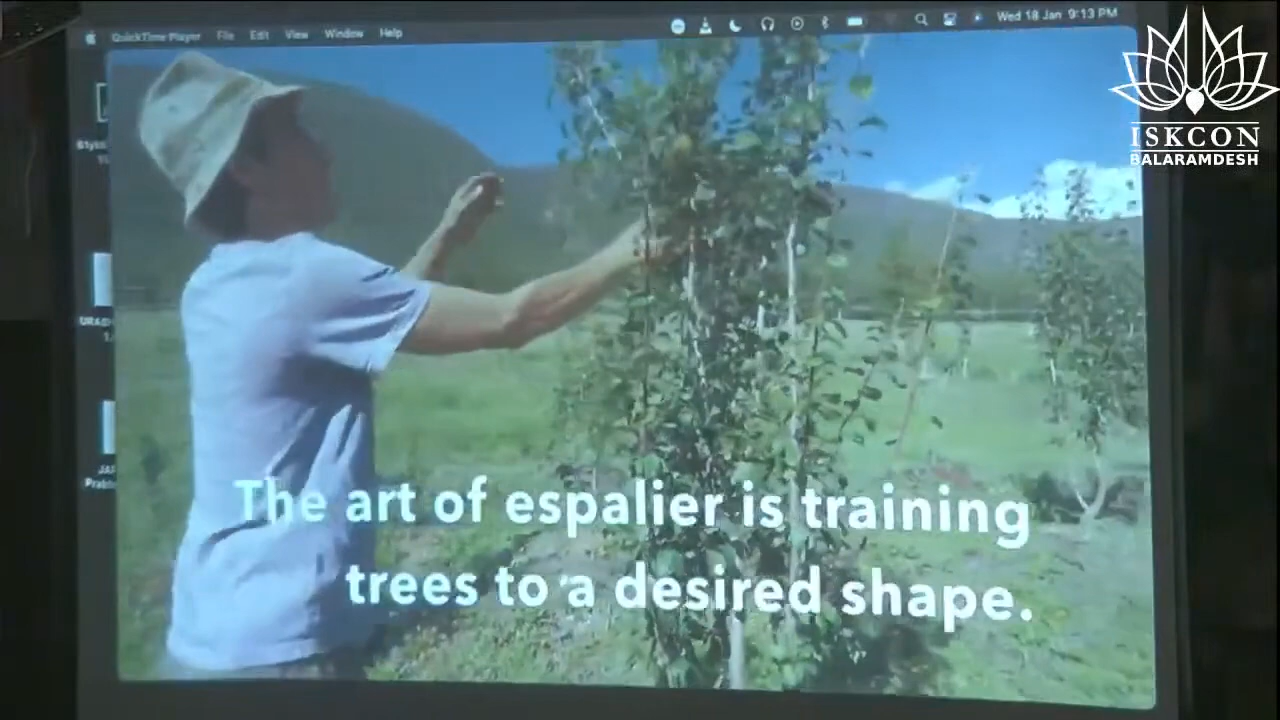 QuickTime Player File Edit View Window Help
Wed 18 Jan 9:13 PM
ISKCON
BALARAMDESH
The art of espalier is training
trees to a desired shape.